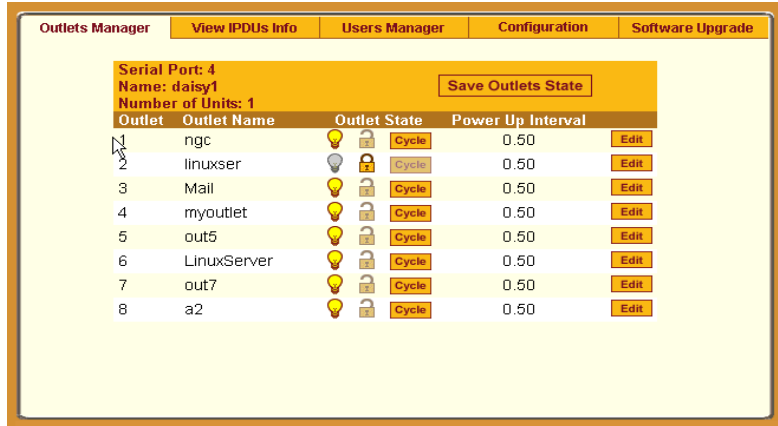 Outlets Manager View IPDUs Info Users Manager Configuration Software Upgrade
Serial Port: 4
Name: daisy1
Save Outlets State
Number of Units: 1
Outlet Outlet Name Outlet State Power Up Interval
1 ngc Cycle 0.50 Edit
2 linuxser Cycle 0.50 Edit
3 Mail Cycle 0.50 Edit
4 myoutlet Cycle 0.50 Edit
5 out5 Cycle 0.50 Edit
6 LinuxServer Cycle 0.50 Edit
7 out7 Cycle 0.50 Edit
8 a2 Cycle 0.50 Edit